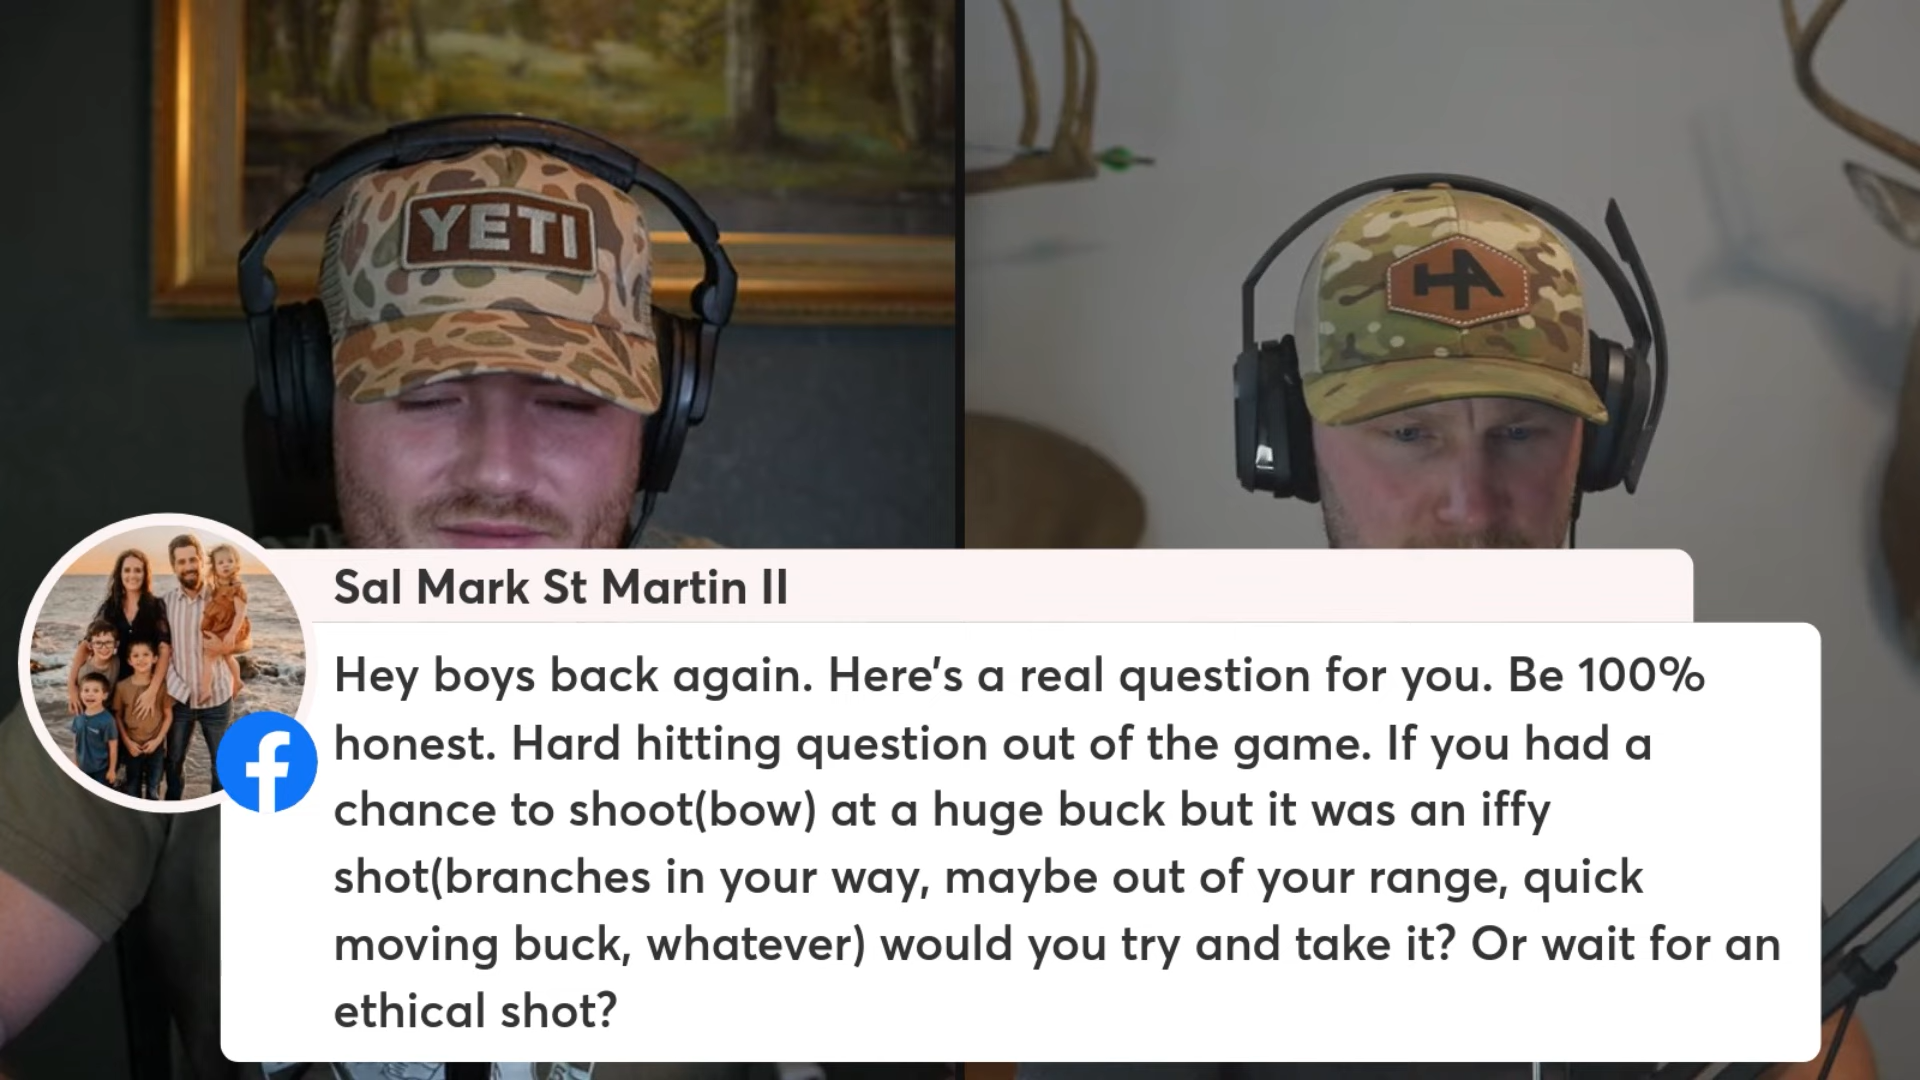 YETI
HA
Sal Mark St Martin II
Hey boys back again. Here's a real question for you. Be 100%
honest. Hard hitting question out of the game. If you had a
chance to shoot(bow) at a huge buck but it was an iffy
shot(branches in your way, maybe out of your range, quick
moving buck, whatever) would you try and take it? Or wait for an
ethical shot?